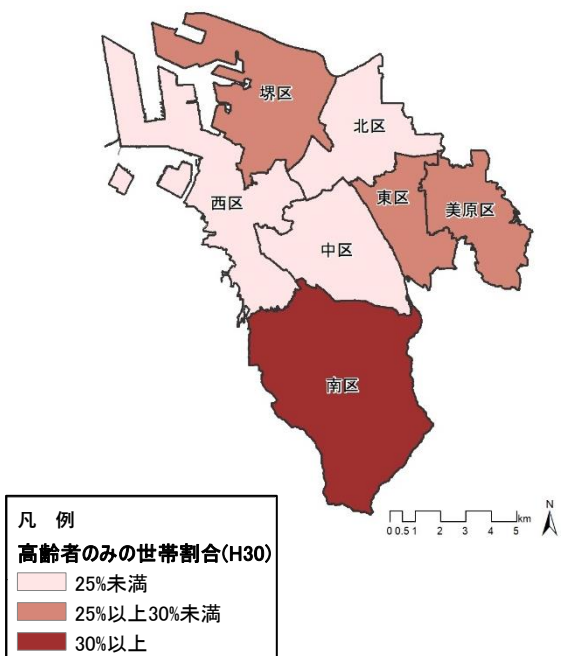 堺区
北区
西区
東区
美原区
中区
南区
N
km
0 0.5 1 2 3 4 5
凡 例
高齢者のみの世帯割合(H30)
25%未満
25%以上30%未満
30%以上